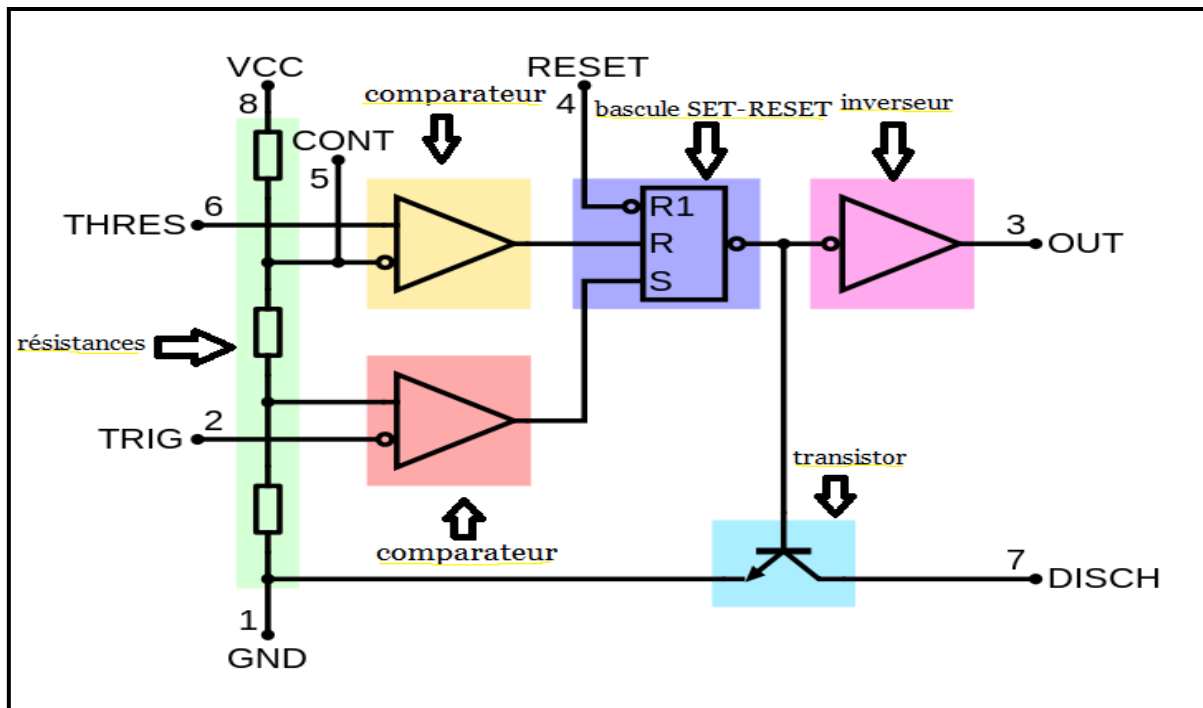 VCC
8
comparateur
RESET
4
bascule SET-RESET
inverseur
CONT
5
6
THRES
R1
R
S
3
OUT
résistances
2
TRIG
transistor
comparateur
7
DISCH
1
GND